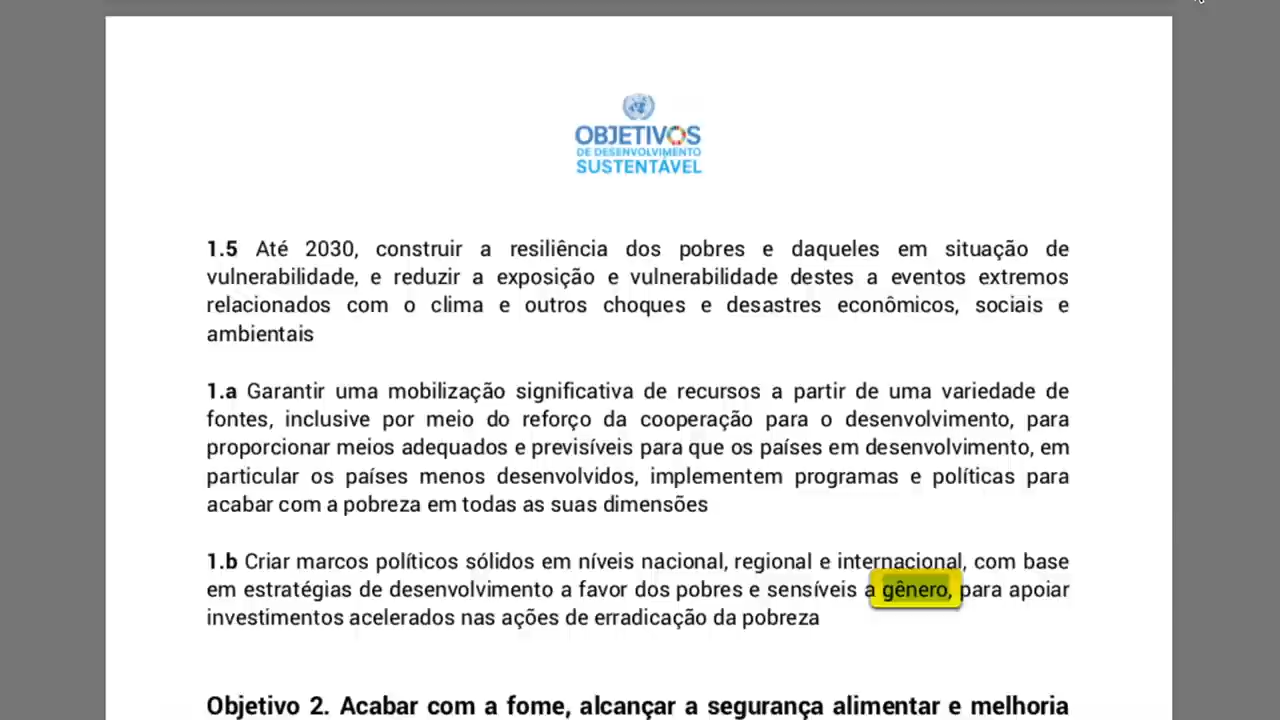 OBJETIVOS
DE DESENVOLVIMENTO
SUSTENTÁVEL
1.5 Até 2030, construir a resiliência dos pobres e daqueles em situação de
vulnerabilidade, e reduzir a exposição e vulnerabilidade destes a eventos extremos
relacionados com o clima e outros choques e desastres econômicos, sociais e
ambientais
1.a Garantir uma mobilização significativa de recursos a partir de uma variedade de
fontes, inclusive por meio do reforço da cooperação para o desenvolvimento, para
proporcionar meios adequados e previsíveis para que os países em desenvolvimento, em
particular os países menos desenvolvidos, implementem programas e políticas para
acabar com a pobreza em todas as suas dimensões
1.b Criar marcos políticos sólidos em níveis nacional, regional e internacional, com base
em estratégias de desenvolvimento a favor dos pobres e sensíveis a gênero, para apoiar
investimentos acelerados nas ações de erradicação da pobreza
Objetivo 2. Acabar com a fome, alcançar a segurança alimentar e melhoria